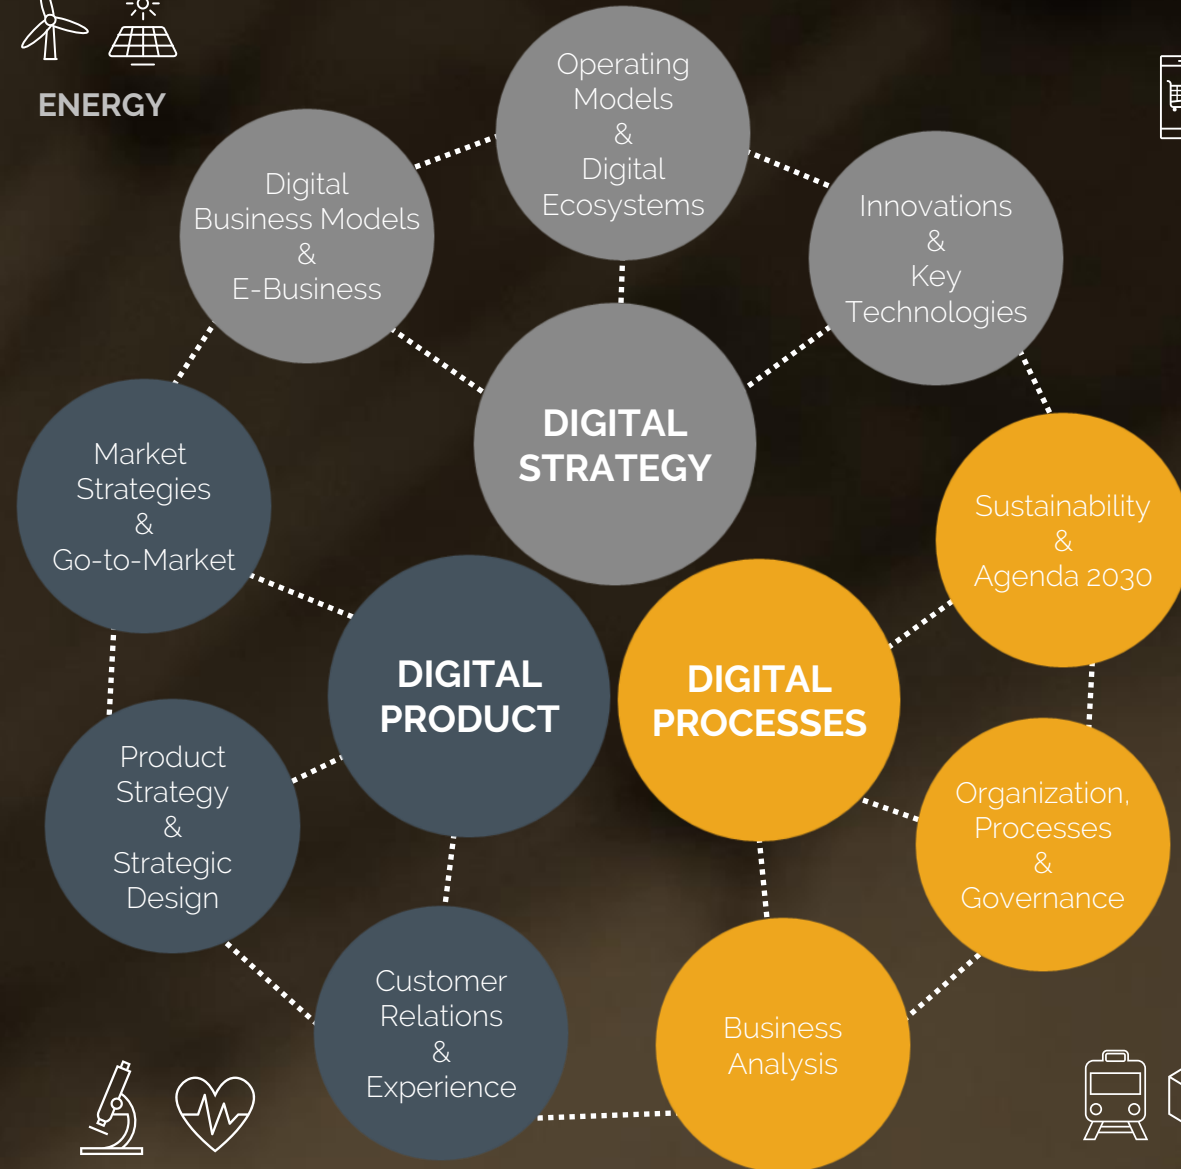 ENERGY
Operating
Models
&
Digital
Ecosystems
Digital
Business Models
&
E-Business
Innovations
&
Key
Technologies
DIGITAL
STRATEGY
Market
Strategies
&
Go-to-Market
Sustainability
&
Agenda 2030
DIGITAL
PRODUCT
DIGITAL
PROCESSES
Product
Strategy
&
Strategic
Design
Organization,
Processes
&
Governance
Customer
Relations
&
Experience
Business
Analysis